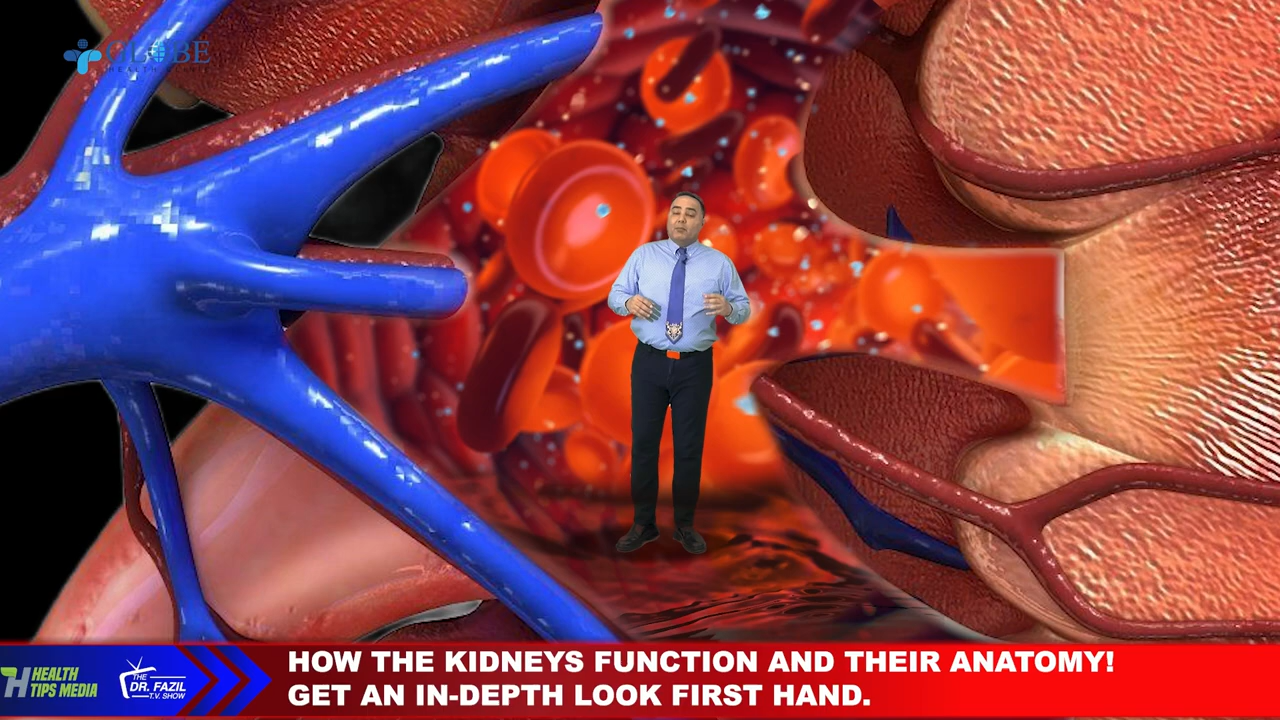 GLOBE
HEALTH
HEALTH
TIPS MEDIA
THE
DR. FAZIL
T.V. SHOW
HOW THE KIDNEYS FUNCTION AND THEIR ANATOMY!
GET AN IN-DEPTH LOOK FIRST HAND.